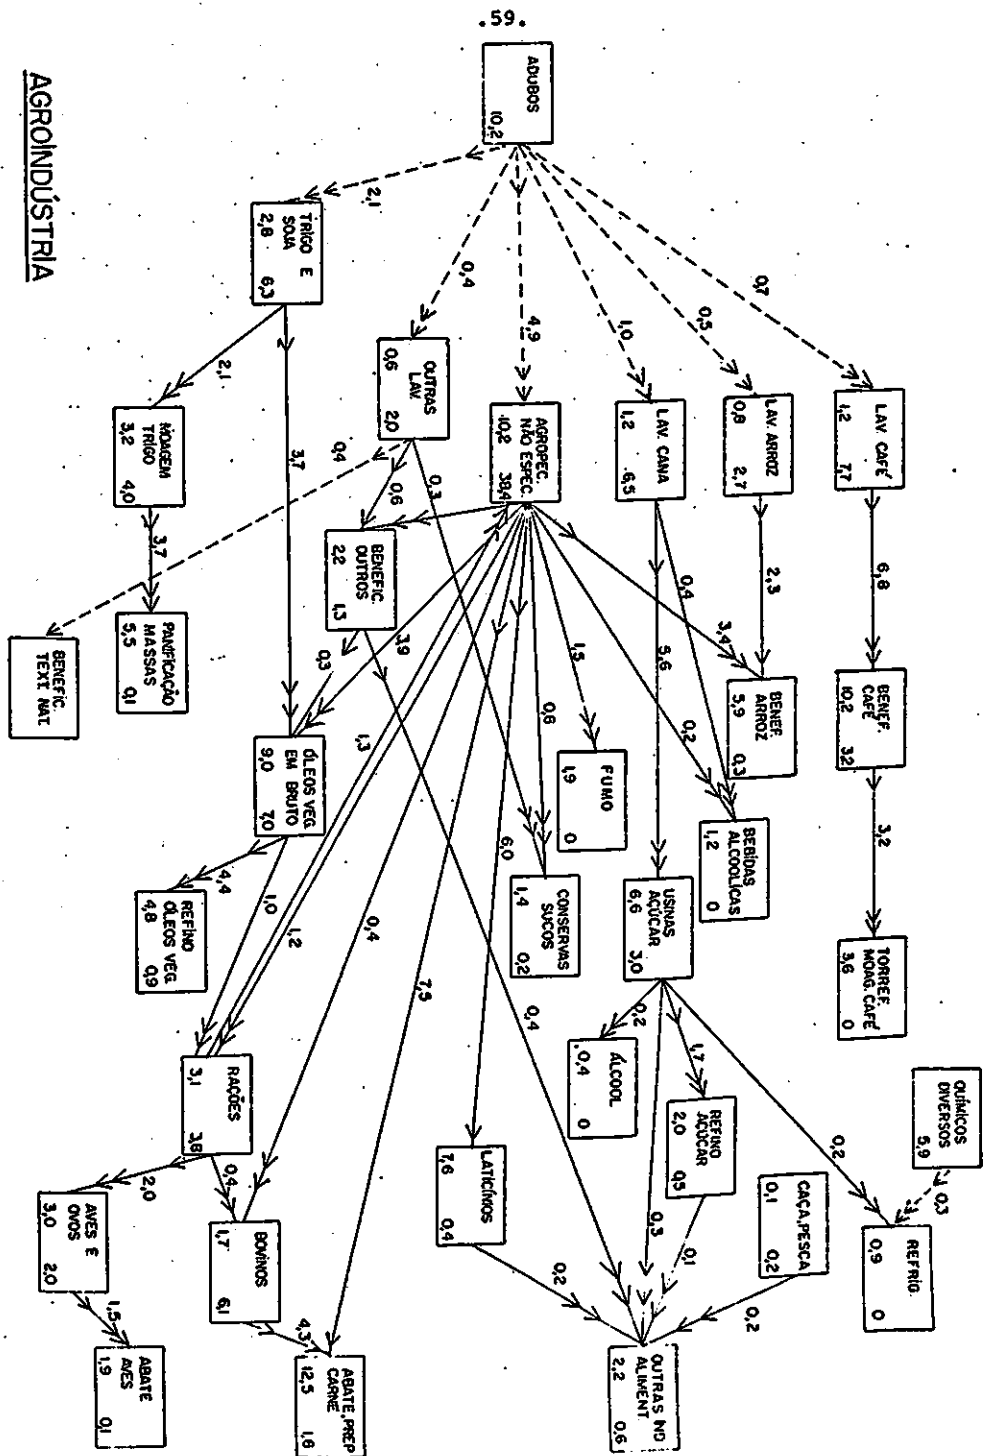 .59.
AGROINDÚSTRIA
ADUBOS
10,2
2,1
0,4
4,9
1,0
0,5
0,7
TRIGO E
SOJA
2,8 6,3
OUTRAS
LAV.
0,6 2,0
AGROPEC.
NÃO ESPEC.
10,2 38,4
LAV. CANA
1,2 6,5
LAV. ARROZ
0,8 2,7
LAV. CAFÉ
1,2 7,7
2,1
3,7
0,4
0,6
0,3
0,4
5,6
2,3
6,8
MOAGEM
TRIGO
3,2 4,0
3,7
PANIFICAÇÃO
MASSAS
5,5 0,1
BENEFIC.
TEXT. NAT.
BENEFIC.
OUTROS
2,2 1,3
0,3
3,9
1,3
0,6
1,5
0,2
3,4
BENEF.
ARROZ
5,9 0,3
BENEF.
CAFÉ
10,2 3,2
3,2
TORREF.
MOAG. CAFÉ
3,6 0
ÓLEOS VEG.
EM BRUTO
9,0 7,0
4,4
1,0
1,2
0,4
7,5
6,0
0,4
FUMO
1,9 0
CONSERVAS
SUCOS
1,4 0,2
USINAS
AÇÚCAR
6,6 3,0
BEBIDAS
ALCOOLÍCAS
1,2 0
REFINO
ÓLEOS VEG.
4,8 0,9
RAÇÕES
3,1 3,8
2,0
0,4
0,2
1,7
0,3
0,2
ÁLCOOL
0,4 0
REFINO
AÇÚCAR
2,0 0,5
0,1
QUÍMICOS
DIVERSOS
5,9
0,3
LATICÍNIOS
7,6 0,4
0,2
CAÇA, PESCA
0,1 0,2
0,2
REFRIG.
0,9 0
AVES E
OVOS
3,0 2,0
1,5
BOVINOS
1,7 6,1
4,3
ABATE
AVES
1,9 0,1
ABATE, PREP
CARNE
12,5 1,6
OUTRAS IND
ALIMENT.
2,2 0,6